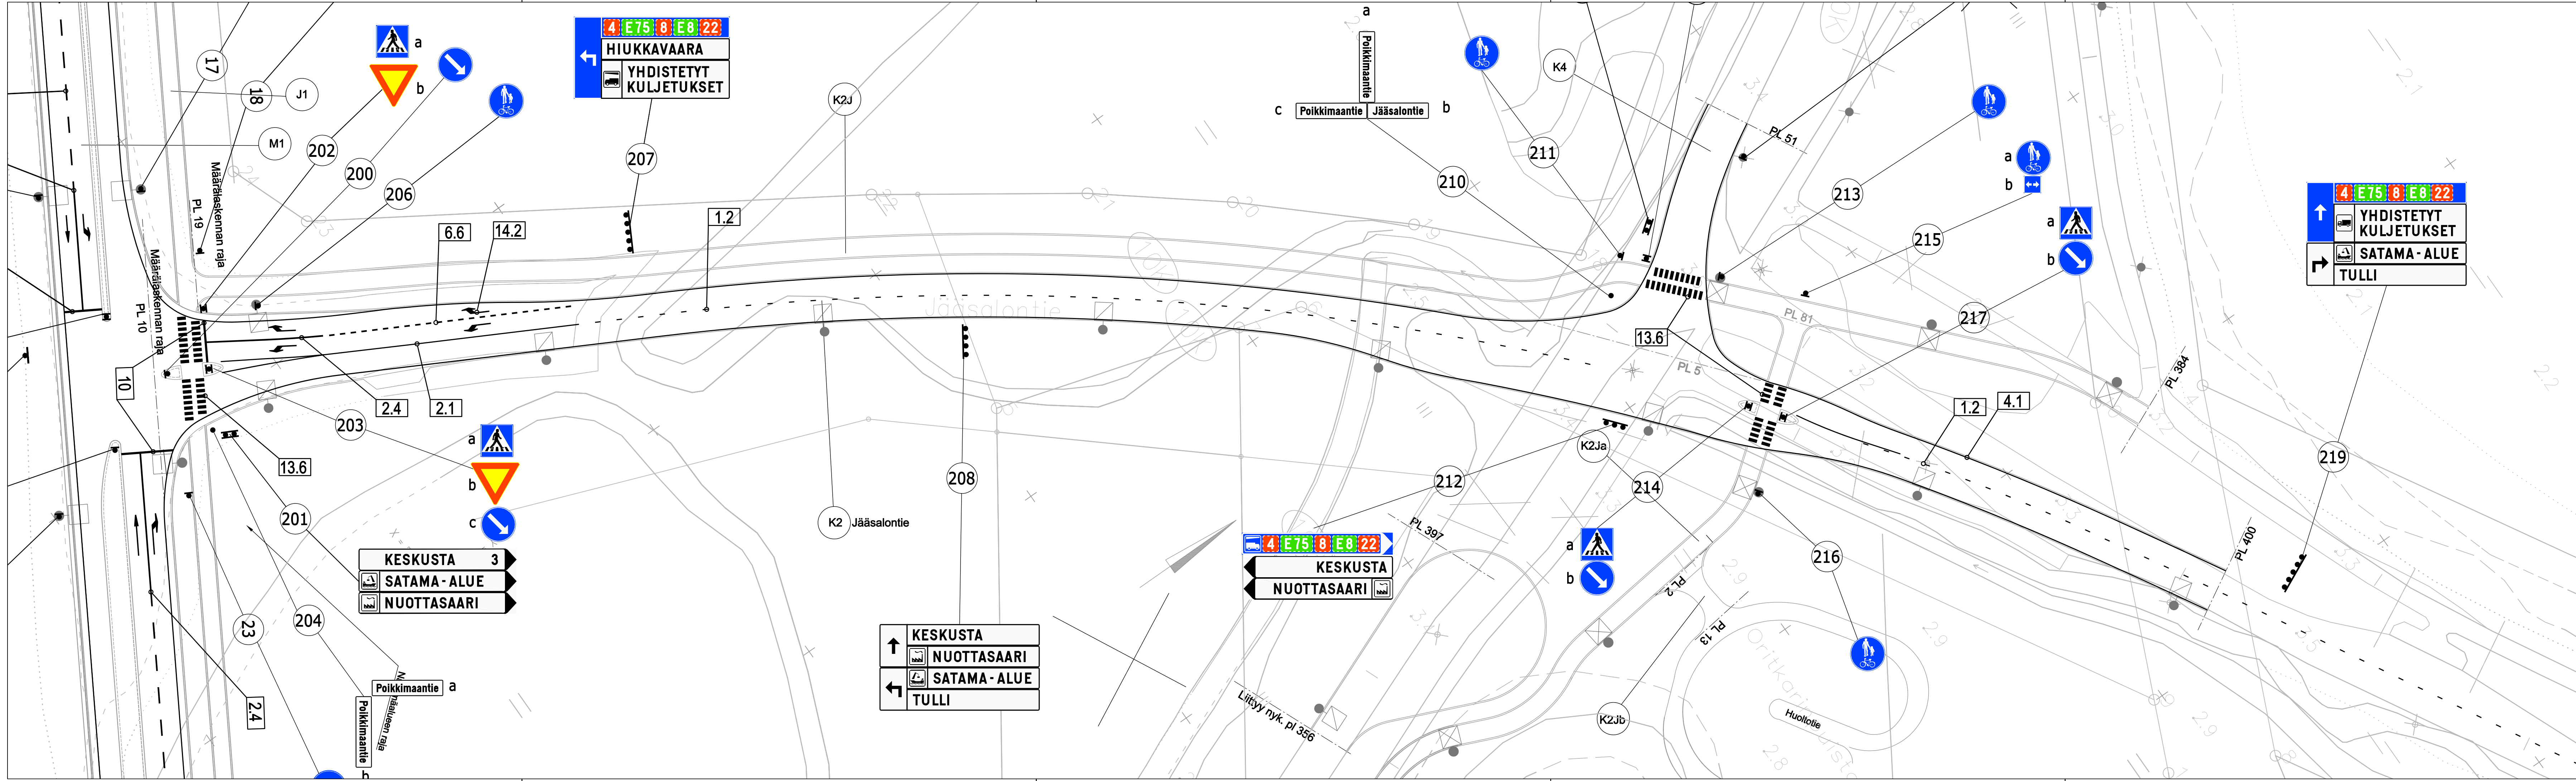 17
18
J1
M1
a
b
202
200
206
4 E75 8 E8 22
HIUKKAVAARA
YHDISTETYT
KULJETUKSET
207
K2J
a
Poikkimaantie
c Poikkimaantie Jääsalontie b
210
211
K4
PL 51
213
a
b
215
a
b
217
4 E75 8 E8 22
YHDISTETYT
KULJETUKSET
SATAMA-ALUE
TULLI
219
PL 19
Määrälaskennan raja
PL 10
Määrälaskennan raja
6.6
14.2
1.2
Jääsalontie
13.6
PL 81
PL 5
PL 384
10
2.4
2.1
203
13.6
a
b
c
201
KESKUSTA 3
SATAMA-ALUE
NUOTTASAARI
23
204
2.4
Poikkimaantie a
Poikkimaantie
b
K2 Jääsalontie
208
KESKUSTA
NUOTTASAARI
SATAMA-ALUE
TULLI
212
4 E75 8 E8 22
KESKUSTA
NUOTTASAARI
PL 397
Liittyy nyk. pl 356
K2Ja
214
a
b
PL 2
PL 13
K2Jb
216
Huoltotie
1.2
4.1
PL 400